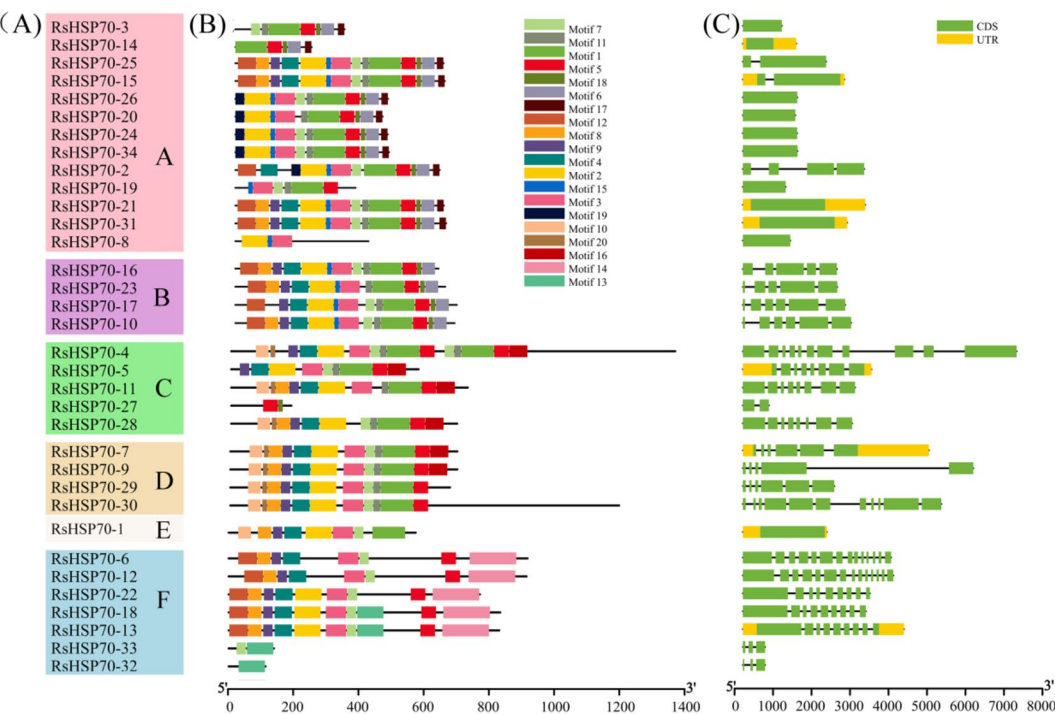 (A)
RsHSP70-3
RsHSP70-14
RsHSP70-25
RsHSP70-15
RsHSP70-26
RsHSP70-20
RsHSP70-24
RsHSP70-34
RsHSP70-2
RsHSP70-19
RsHSP70-21
RsHSP70-31
RsHSP70-8
A
RsHSP70-16
RsHSP70-23
RsHSP70-17
RsHSP70-10
B
RsHSP70-4
RsHSP70-5
RsHSP70-11
RsHSP70-27
RsHSP70-28
C
RsHSP70-7
RsHSP70-9
RsHSP70-29
RsHSP70-30
D
RsHSP70-1
E
RsHSP70-6
RsHSP70-12
RsHSP70-22
RsHSP70-18
RsHSP70-13
RsHSP70-33
RsHSP70-32
F
(B)
Motif 7
Motif 11
Motif 1
Motif 5
Motif 18
Motif 6
Motif 17
Motif 12
Motif 8
Motif 9
Motif 4
Motif 2
Motif 15
Motif 3
Motif 19
Motif 10
Motif 20
Motif 16
Motif 14
Motif 13
5' 3'
0 200 400 600 800 1000 1200 1400
(C)
CDS
UTR
5' 3'
0 1000 2000 3000 4000 5000 6000 7000 8000